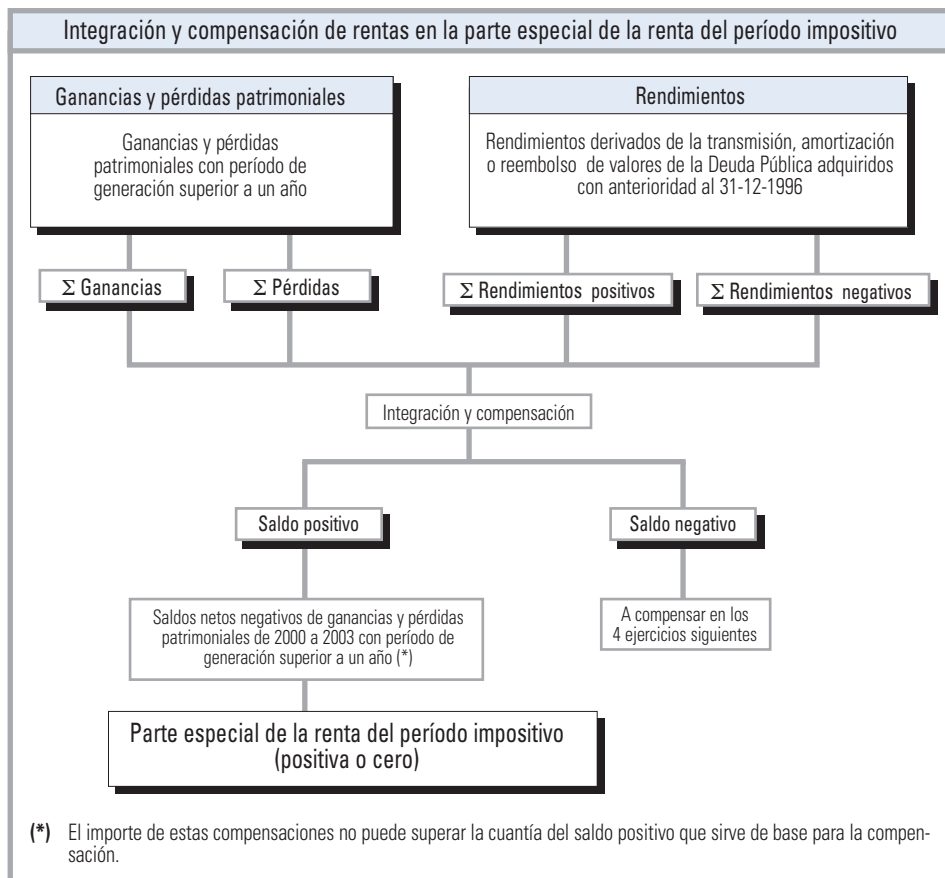 Integración y compensación de rentas en la parte especial de la renta del período impositivo
Ganancias y pérdidas patrimoniales
Ganancias y pérdidas
patrimoniales con período de
generación superior a un año
Rendimientos
Rendimientos derivados de la transmisión, amortización
o reembolso de valores de la Deuda Pública adquiridos
con anterioridad al 31-12-1996
Σ Ganancias
Σ Pérdidas
Σ Rendimientos positivos
Σ Rendimientos negativos
Integración y compensación
Saldo positivo
Saldo negativo
Saldos netos negativos de ganancias y pérdidas
patrimoniales de 2000 a 2003 con período de
generación superior a un año (*)
A compensar en los
4 ejercicios siguientes
Parte especial de la renta del período impositivo
(positiva o cero)
(*) El importe de estas compensaciones no puede superar la cuantía del saldo positivo que sirve de base para la compen-
sación.